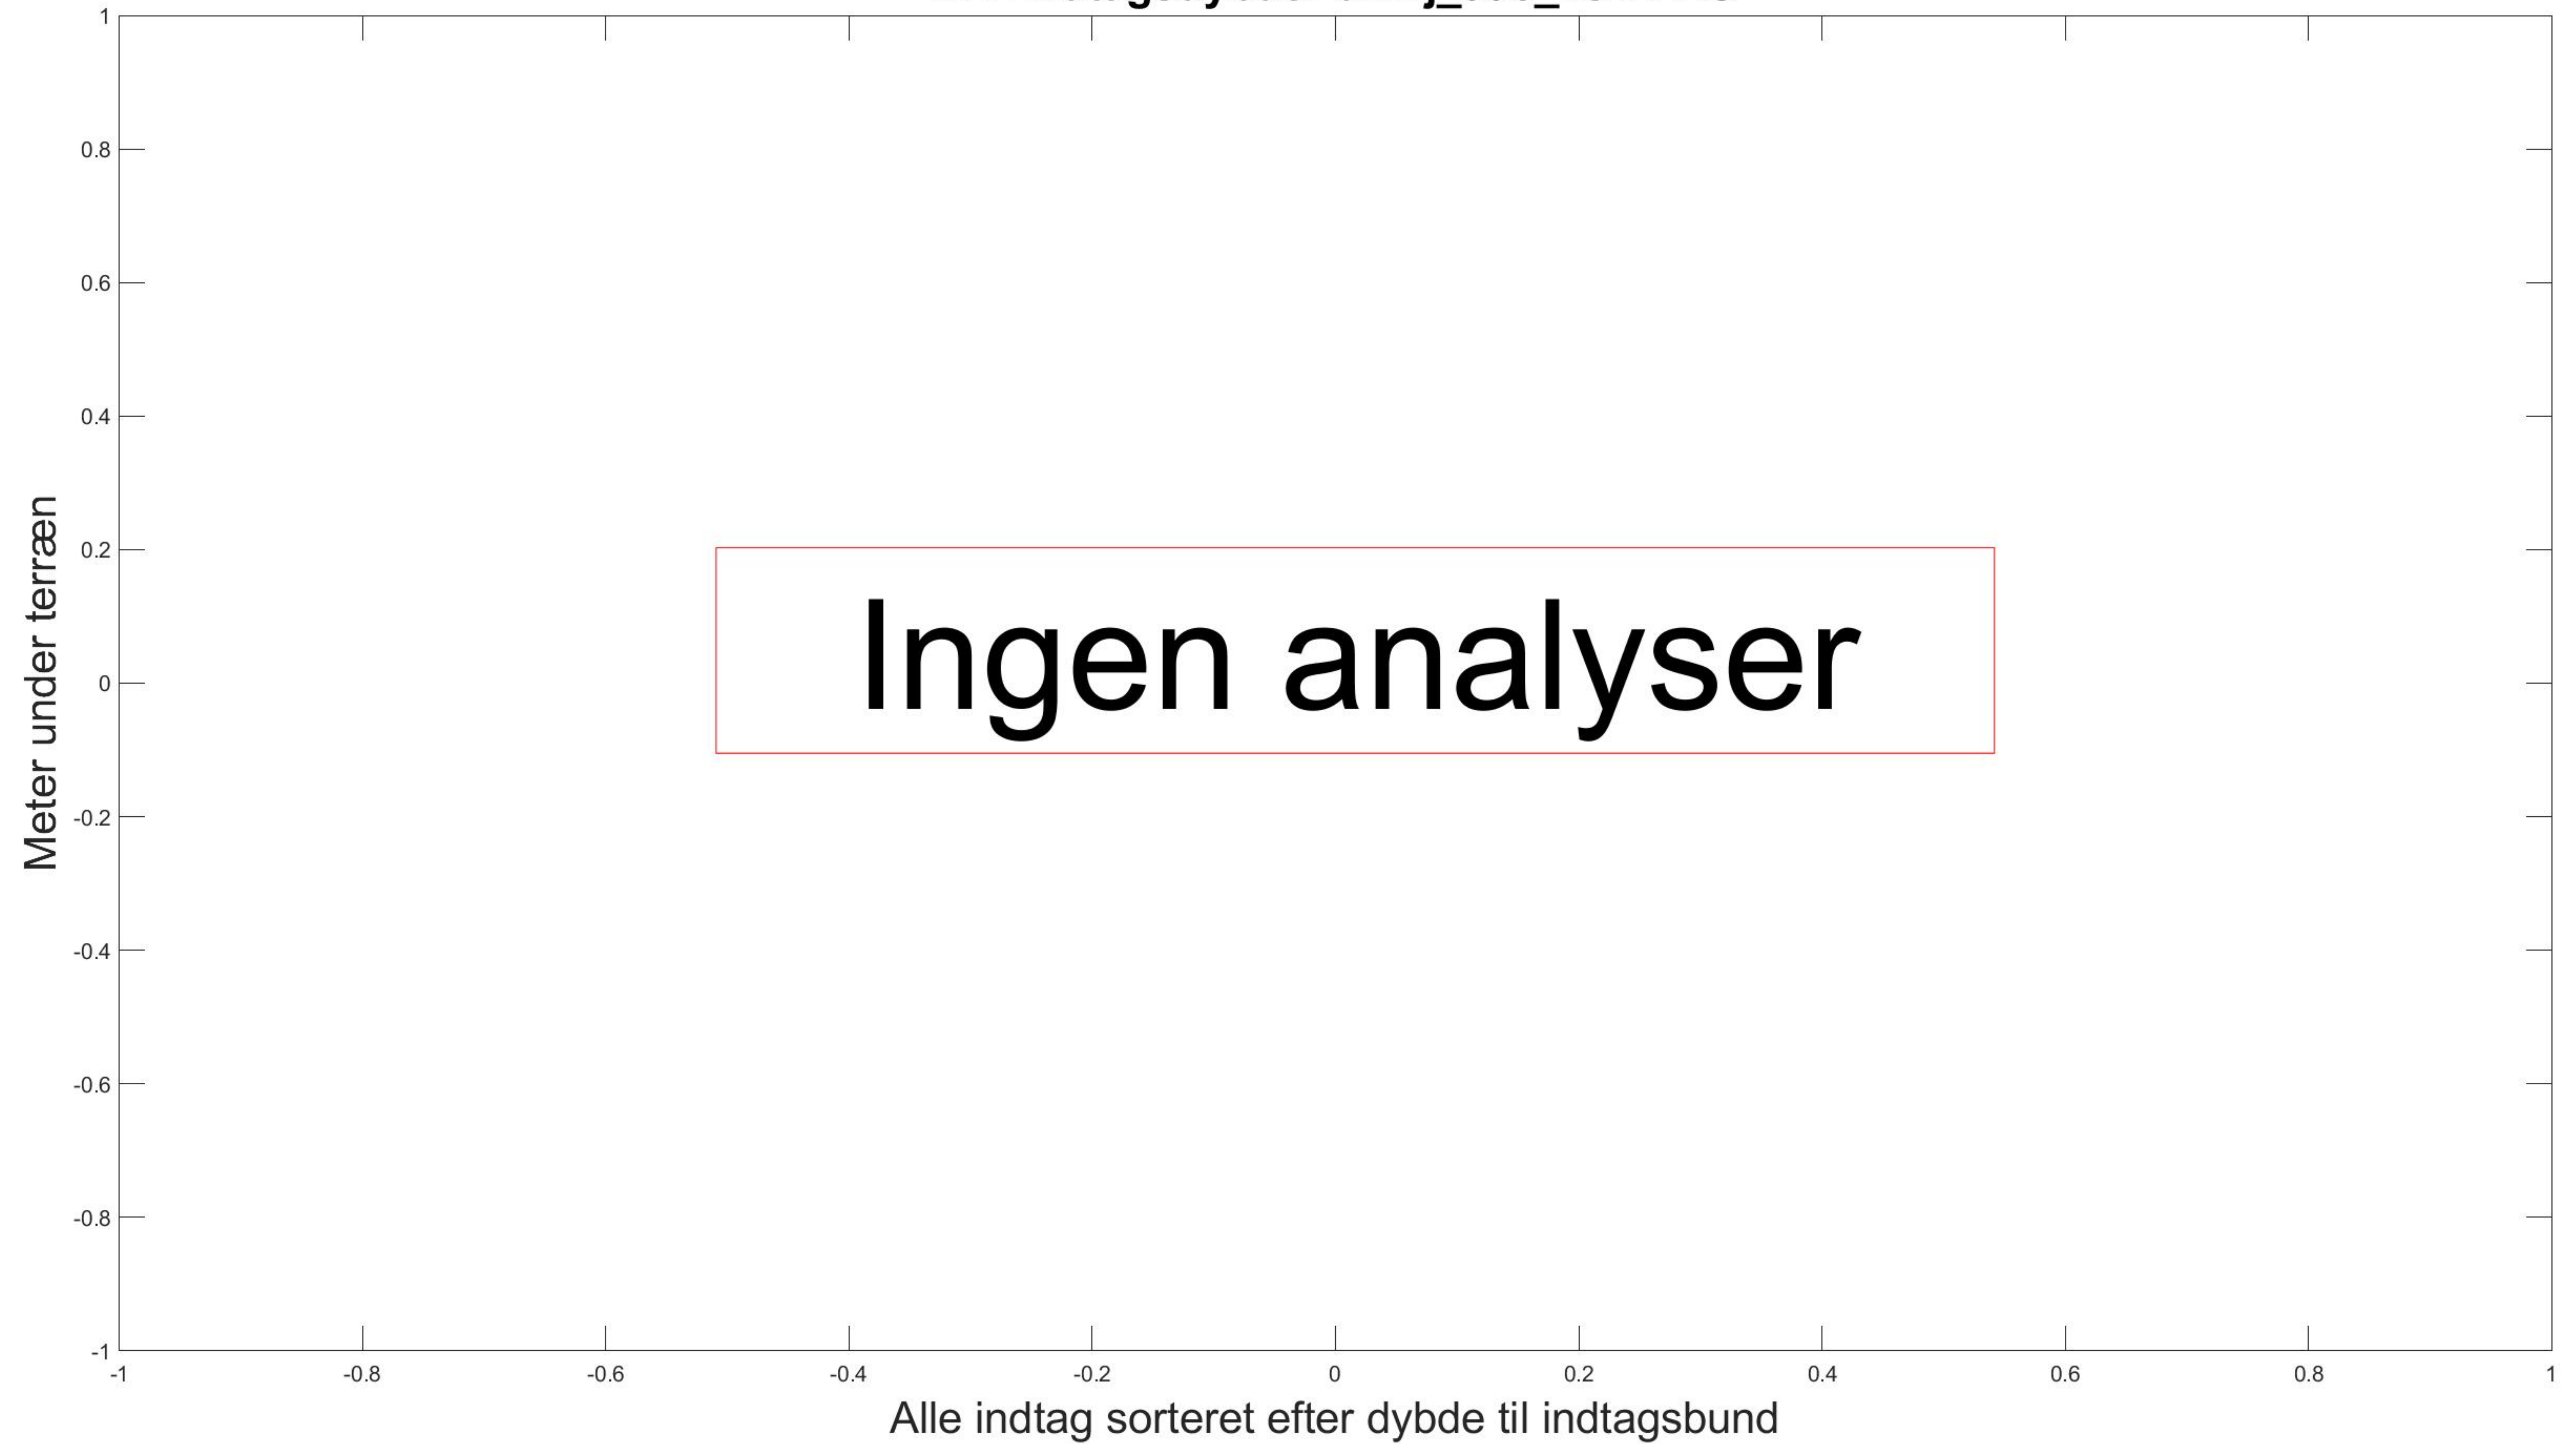 1
0.8
0.6
0.4
0.2
0
-0.2
-0.4
-0.6
-0.8
-1
Meter under terræn
Ingen analyser
-1 -0.8 -0.6 -0.4 -0.2 0 0.2 0.4 0.6 0.8 1
Alle indtag sorteret efter dybde til indtagsbund